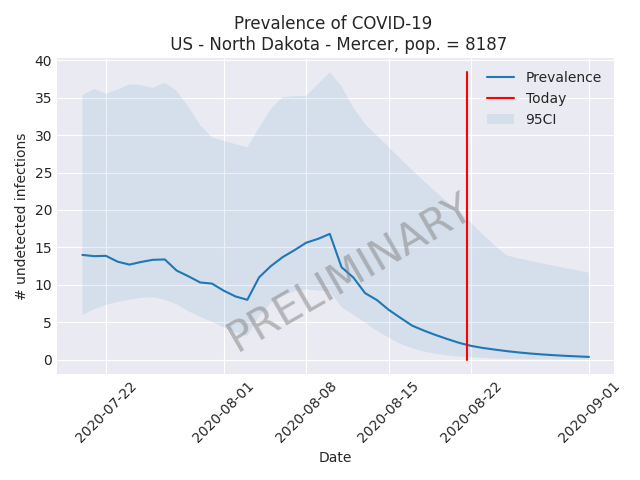 Prevalence of COVID-19
US - North Dakota - Mercer, pop. = 8187
40
35
30
25
20
15
10
5
0
# undetected infections
Prevalence
Today
95CI
PRELIMINARY
2020-07-22
2020-08-01
2020-08-08
2020-08-15
2020-08-22
2020-09-01
Date